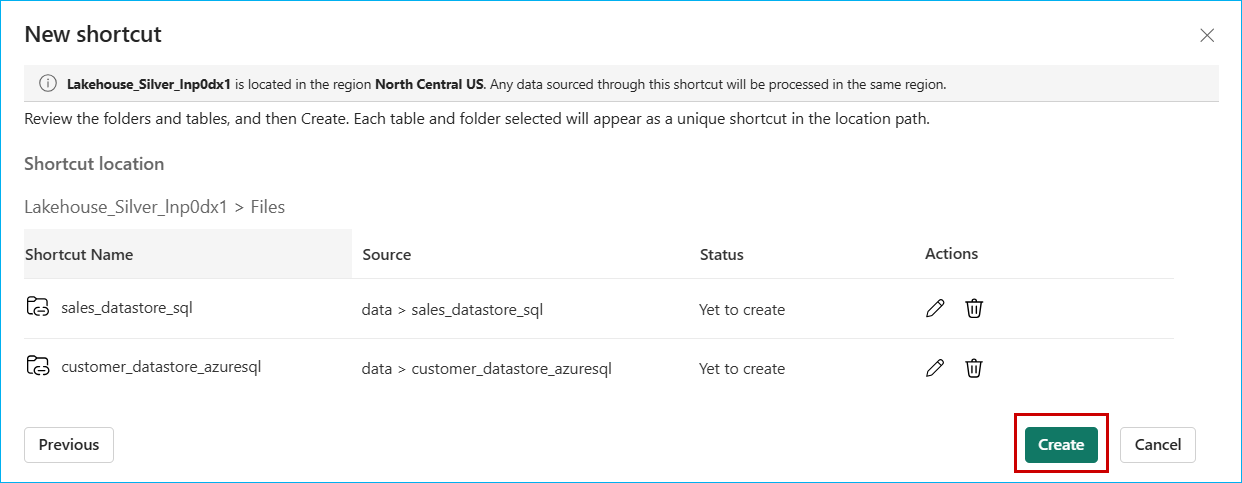 New shortcut
Lakehouse_Silver_lnp0dx1 is located in the region North Central US. Any data sourced through this shortcut will be processed in the same region.
Review the folders and tables, and then Create. Each table and folder selected will appear as a unique shortcut in the location path.
Shortcut location
Lakehouse_Silver_lnp0dx1 > Files
Shortcut Name Source Status Actions
sales_datastore_sql data > sales_datastore_sql Yet to create
customer_datastore_azuresql data > customer_datastore_azuresql Yet to create
Previous Create Cancel